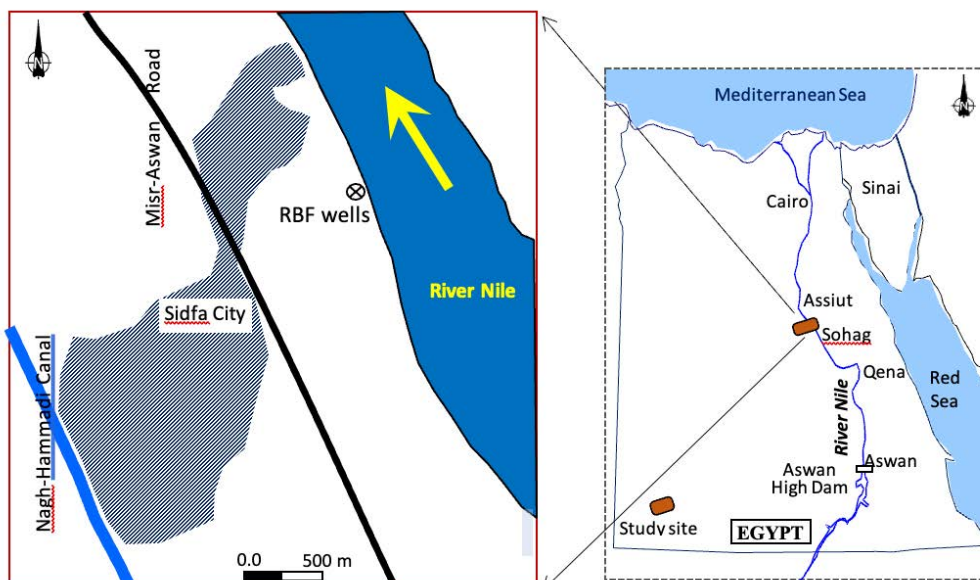 Misr-Aswan Road
RBF wells
River Nile
Sidfa City
Nagh-Hammadi Canal
0.0 500 m
Mediterranean Sea
Cairo
Sinai
Assiut
Sohag
Qena
Red
Sea
River Nile
Aswan
Aswan
High Dam
Study site
EGYPT